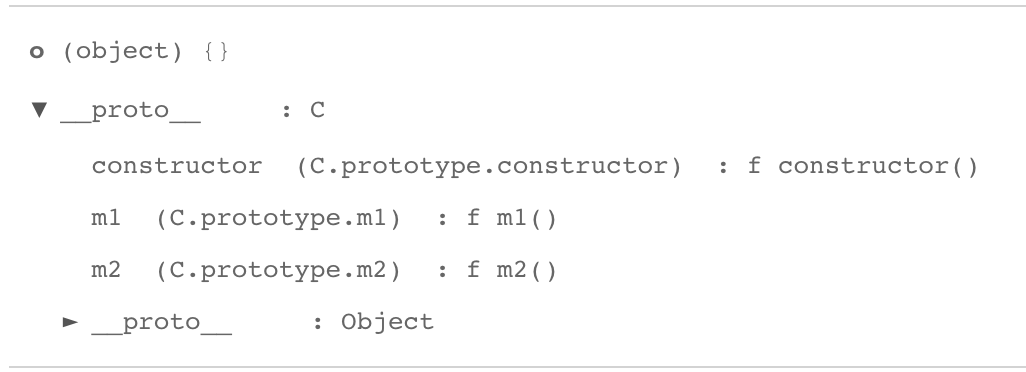 o (object) {}
▼ __proto__ : C
constructor (C.prototype.constructor) : f constructor()
m1 (C.prototype.m1) : f m1()
m2 (C.prototype.m2) : f m2()
► __proto__ : Object